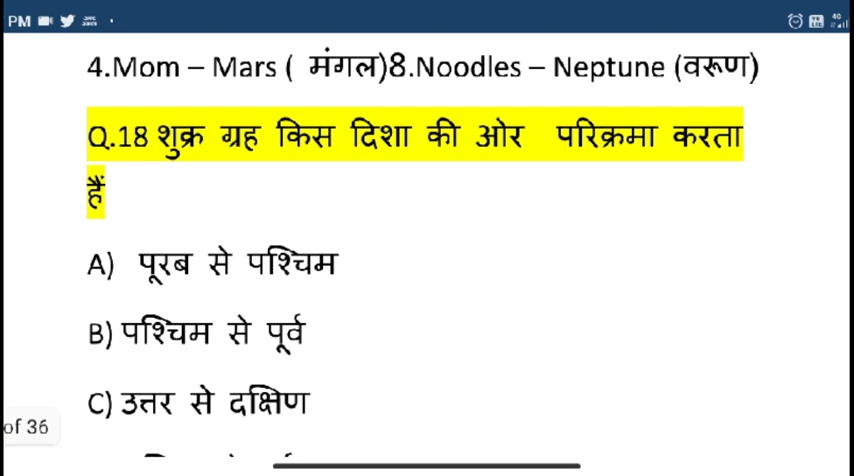 PM
4.Mom – Mars ( मंगल)8.Noodles – Neptune (वरूण)
Q.18 शुक्र ग्रह किस दिशा की ओर परिक्रमा करता
हैं
A) पूरब से पश्चिम
B) पश्चिम से पूर्व
C) उत्तर से दक्षिण
of 36